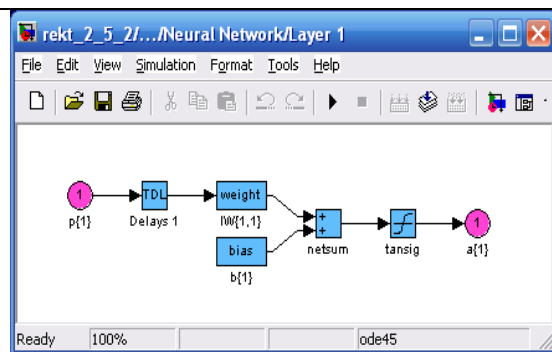 rekt_2_5_2/.../Neural Network/Layer 1
File Edit View Simulation Format Tools Help
1 TDL weight
p{1} Delays 1 IW{1,1}
+
+
netsum tansig 1
a{1}
bias
b{1}
Ready 100% ode45